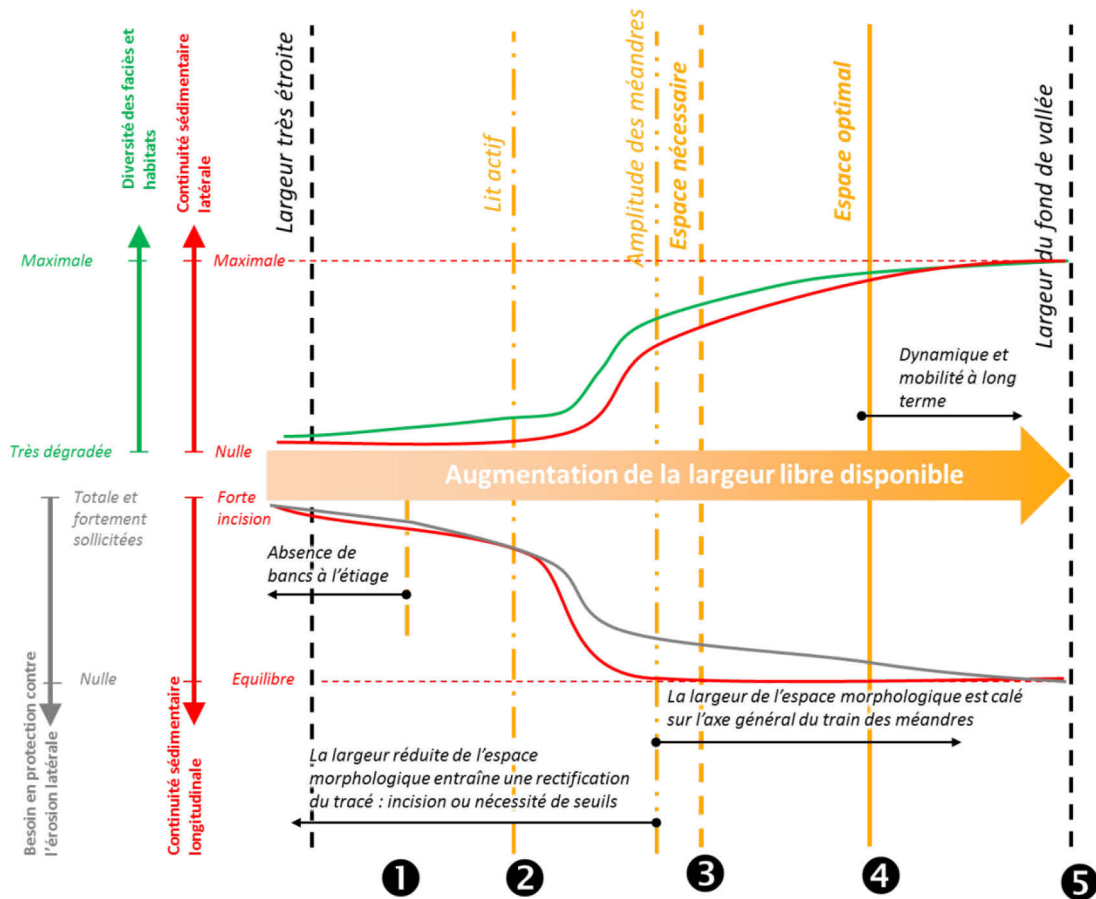 Diversité des faciès et
habitats
Continuité sédimentaire
latérale
Largeur très étroite
Lit actif
Amplitude des méandres
Espace nécessaire
Espace optimal
Largeur du fond de vallée
Maximale
Maximale
Dynamique et
mobilité à long
terme
Très dégradée
Nulle
Augmentation de la largeur libre disponible
Totale et
fortement
sollicitées
Forte
incision
Absence de
bancs à l'étiage
Nulle
Equilibre
La largeur de l'espace morphologique est calé
sur l'axe général du train des méandres
La largeur réduite de l'espace
morphologique entraîne une rectification
du tracé : incision ou nécessité de seuils
Besoin en protection contre
l'érosion latérale
Continuité sédimentaire
longitudinale
1
2
3
4
5